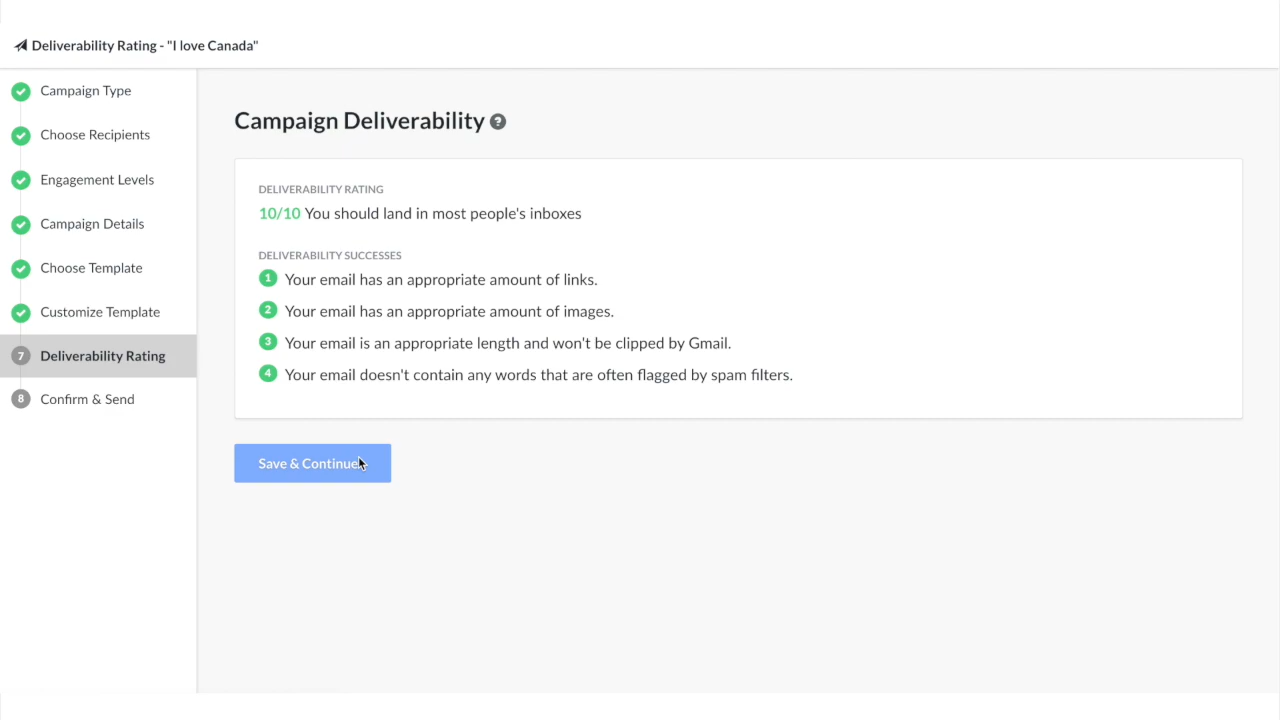 Deliverability Rating - "I love Canada"
Campaign Type
Choose Recipients
Engagement Levels
Campaign Details
Choose Template
Customize Template
7 Deliverability Rating
8 Confirm & Send
Campaign Deliverability ?
DELIVERABILITY RATING
10/10 You should land in most people's inboxes
DELIVERABILITY SUCCESSES
1 Your email has an appropriate amount of links.
2 Your email has an appropriate amount of images.
3 Your email is an appropriate length and won't be clipped by Gmail.
4 Your email doesn't contain any words that are often flagged by spam filters.
Save & Continue